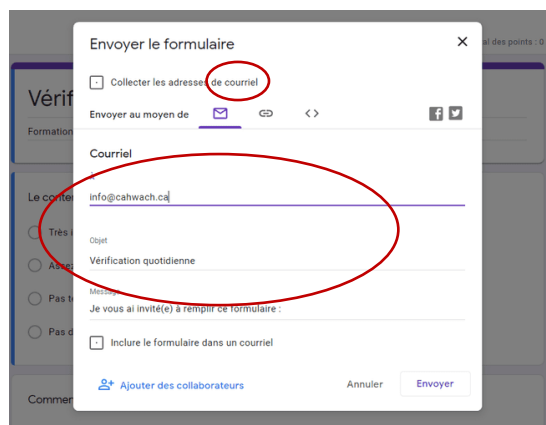 Envoyer le formulaire
al des points : 0
Collecter les adresses de courriel
Vérif
Envoyer au moyen de
Formation
Courriel
À
Le conte
info@cahwach.ca
Très
Objet
Vérification quotidienne
Assez
Message
Pas t
Je vous ai invité(e) à remplir ce formulaire :
Pas d
Inclure le formulaire dans un courriel
Ajouter des collaborateurs
Annuler
Envoyer
Commen